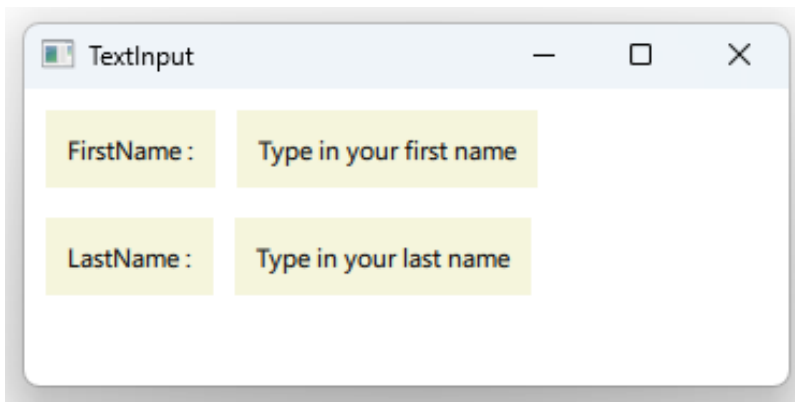 TextInput
FirstName : Type in your first name
LastName : Type in your last name